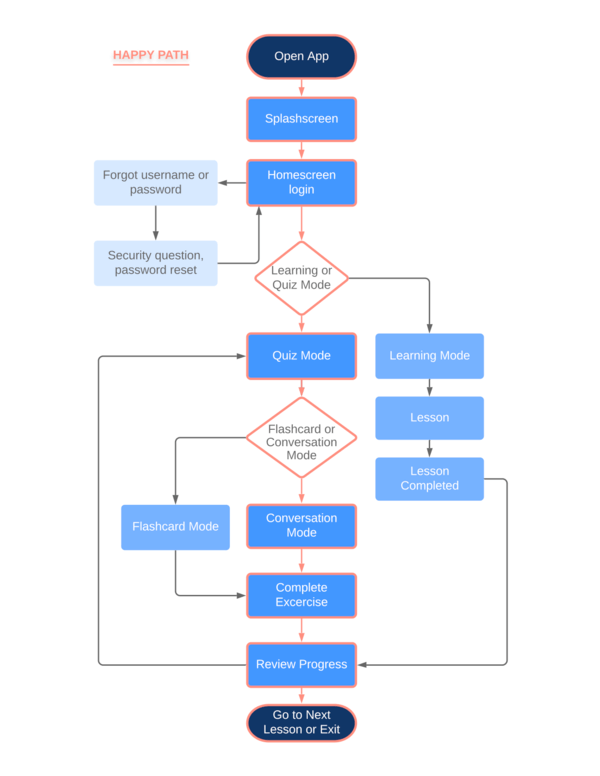 HAPPY PATH
Open App
Splashscreen
Homescreen
login
Forgot username or
password
Security question,
password reset
Learning or
Quiz Mode
Quiz Mode
Learning Mode
Lesson
Flashcard or
Conversation
Mode
Lesson
Completed
Flashcard Mode
Conversation
Mode
Complete
Excercise
Review Progress
Go to Next
Lesson or Exit